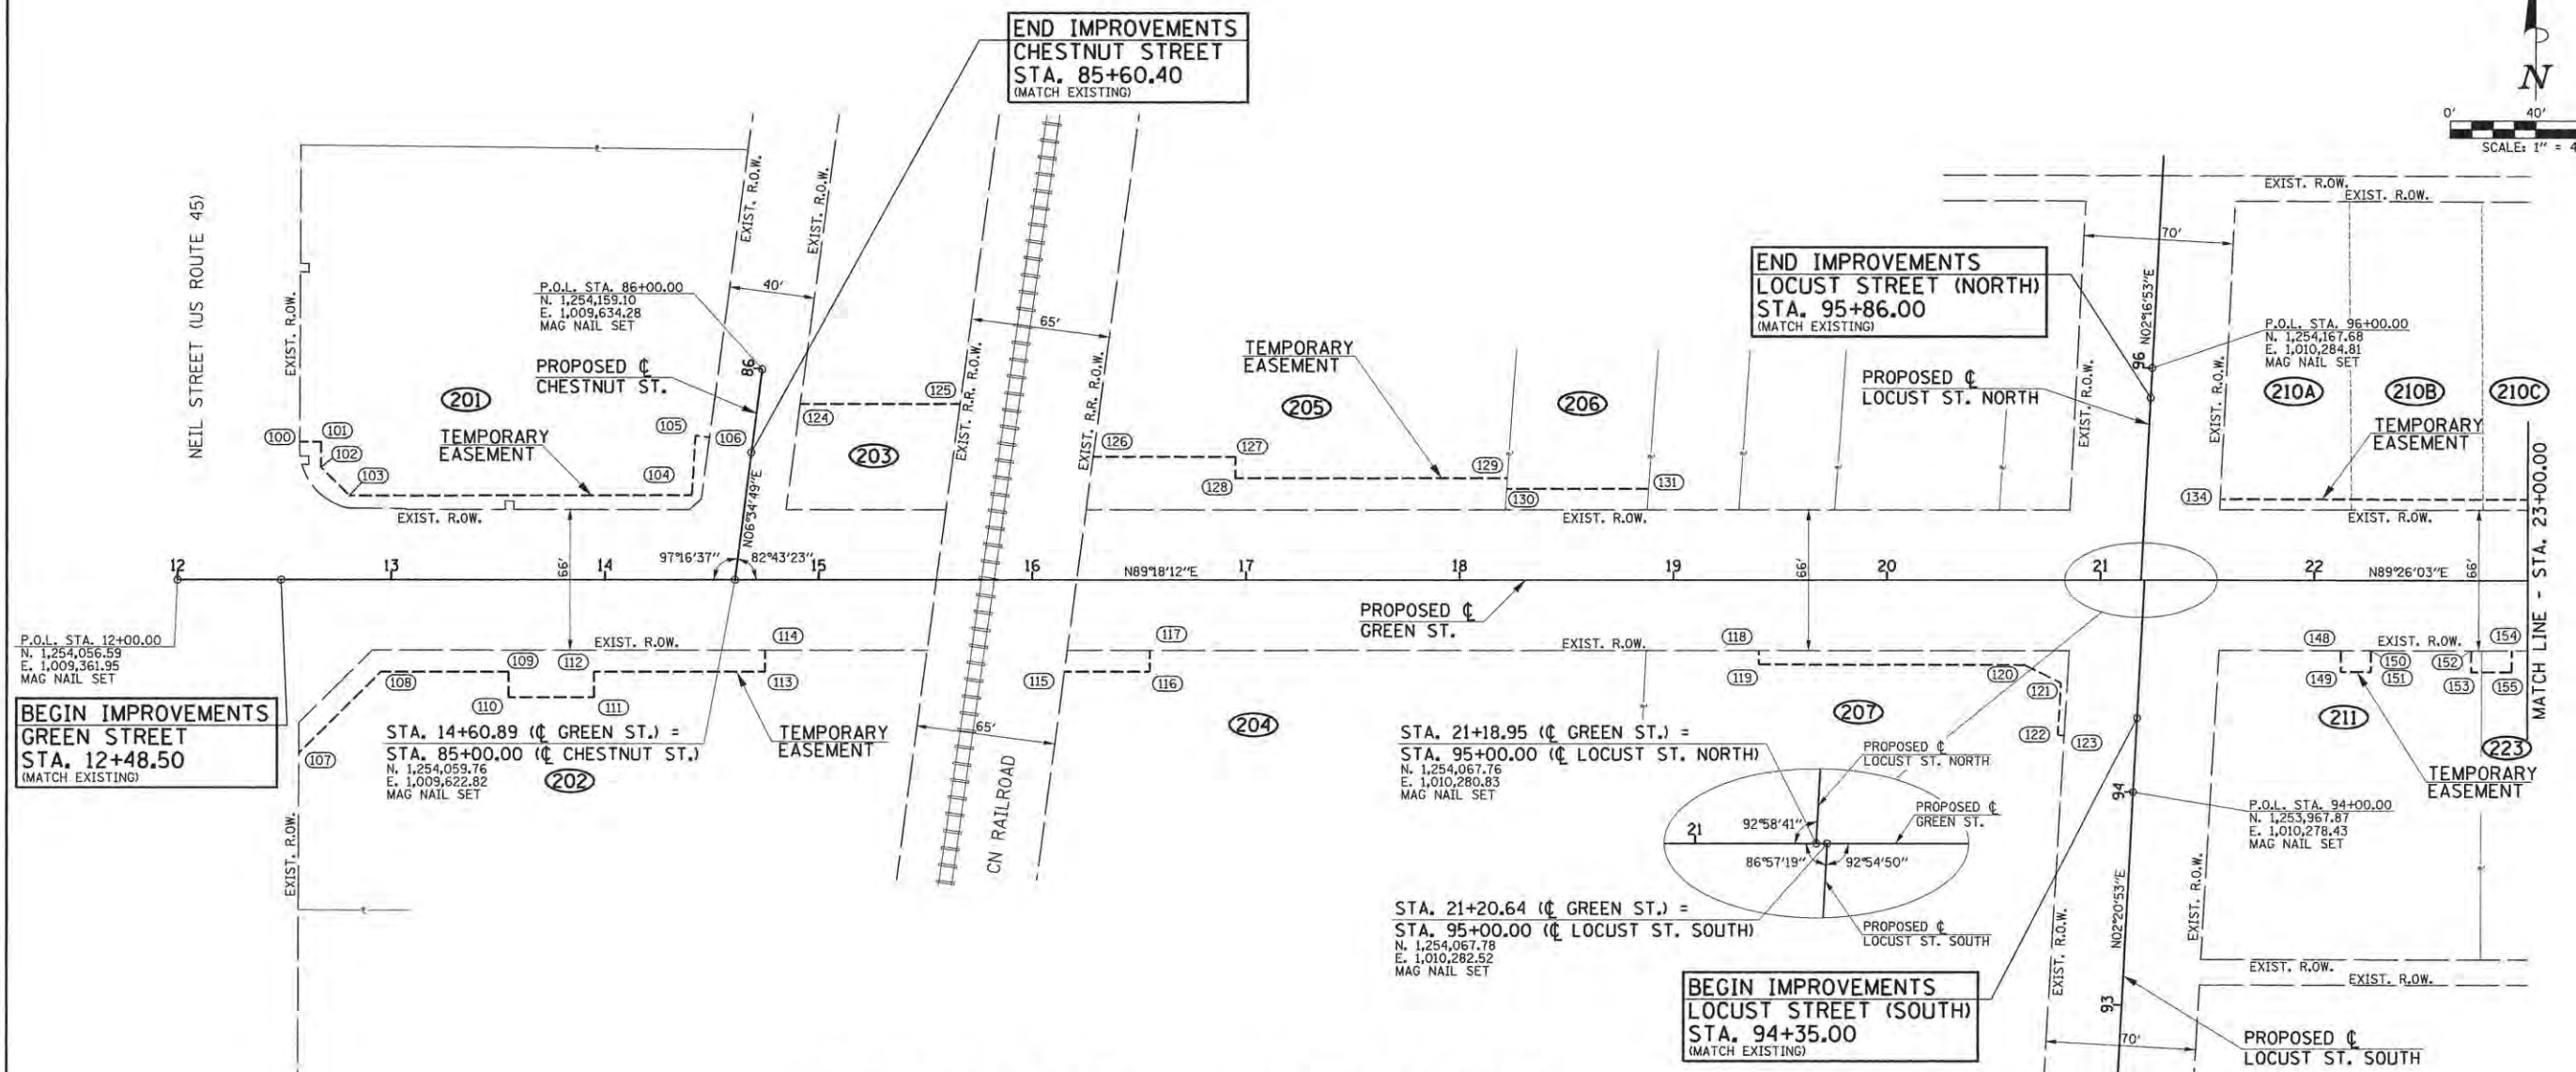 END IMPROVEMENTS
CHESTNUT STREET
STA. 85+60.40
(MATCH EXISTING)
N
0'
40'
SCALE: 1" = 4
NEIL STREET (US ROUTE 45)
EXIST. R.O.W.
EXIST. R.O.W.
EXIST. R.O.W.
P.O.L. STA. 86+00.00
N. 1,254,159.10
E. 1,009,634.28
MAG NAIL SET
PROPOSED ℄
CHESTNUT ST.
86
40'
65'
EXIST. R.R. R.O.W.
EXIST. R.R. R.O.W.
201
TEMPORARY
EASEMENT
100
101
102
103
104
105
106
EXIST. R.O.W.
124
125
203
126
127
128
129
130
131
TEMPORARY
EASEMENT
205
206
EXIST. R.O.W.
END IMPROVEMENTS
LOCUST STREET (NORTH)
STA. 95+86.00
(MATCH EXISTING)
EXIST. R.O.W.
EXIST. R.O.W.
70'
N02°16'53"E
96
P.O.L. STA. 96+00.00
N. 1,254,167.68
E. 1,010,284.81
MAG NAIL SET
PROPOSED ℄
LOCUST ST. NORTH
EXIST. R.O.W.
EXIST. R.O.W.
210A
210B
210C
TEMPORARY
EASEMENT
134
EXIST. R.O.W.
MATCH LINE - STA. 23+00.00
N06°34'49"E
97°16'37"
82°43'23"
66'
12
13
14
15
16
N89°18'12"E
17
18
19
20
21
22
N89°26'03"E
66'
66'
PROPOSED ℄
GREEN ST.
P.O.L. STA. 12+00.00
N. 1,254,056.59
E. 1,009,361.95
MAG NAIL SET
BEGIN IMPROVEMENTS
GREEN STREET
STA. 12+48.50
(MATCH EXISTING)
EXIST. R.O.W.
107
108
109
110
111
112
113
114
STA. 14+60.89 (℄ GREEN ST.) =
STA. 85+00.00 (℄ CHESTNUT ST.)
N. 1,254,059.76
E. 1,009,622.82
MAG NAIL SET
202
TEMPORARY
EASEMENT
EXIST. R.O.W.
65'
CN RAILROAD
115
116
117
204
EXIST. R.O.W.
118
119
120
121
122
123
207
STA. 21+18.95 (℄ GREEN ST.) =
STA. 95+00.00 (℄ LOCUST ST. NORTH)
N. 1,254,067.76
E. 1,010,280.83
MAG NAIL SET
PROPOSED ℄
LOCUST ST. NORTH
PROPOSED ℄
GREEN ST.
21
92°58'41"
86°57'19"
92°54'50"
PROPOSED ℄
LOCUST ST. SOUTH
STA. 21+20.64 (℄ GREEN ST.) =
STA. 95+00.00 (℄ LOCUST ST. SOUTH)
N. 1,254,067.78
E. 1,010,282.52
MAG NAIL SET
BEGIN IMPROVEMENTS
LOCUST STREET (SOUTH)
STA. 94+35.00
(MATCH EXISTING)
148
149
150
151
152
153
154
155
EXIST. R.O.W.
211
223
TEMPORARY
EASEMENT
94
P.O.L. STA. 94+00.00
N. 1,253,967.87
E. 1,010,278.43
MAG NAIL SET
N02°20'53"E
EXIST. R.O.W.
EXIST. R.O.W.
EXIST. R.O.W.
EXIST. R.O.W.
93
70'
PROPOSED ℄
LOCUST ST. SOUTH